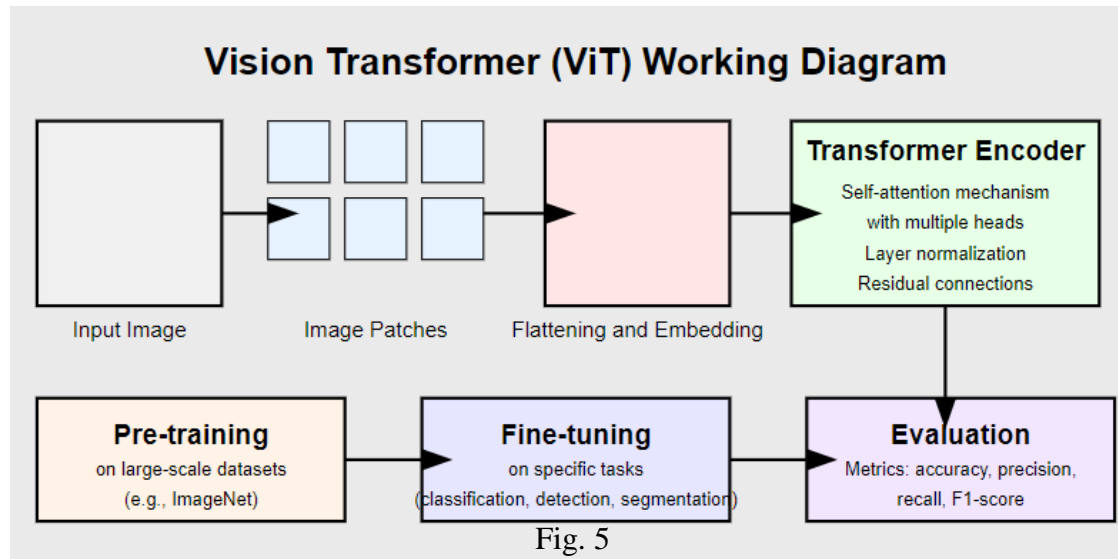 Vision Transformer (ViT) Working Diagram
Input Image
Image Patches
Flattening and Embedding
Transformer Encoder
Self-attention mechanism
with multiple heads
Layer normalization
Residual connections
Pre-training
on large-scale datasets
(e.g., ImageNet)
Fine-tuning
on specific tasks
(classification, detection, segmentation)
Evaluation
Metrics: accuracy, precision,
recall, F1-score
Fig. 5